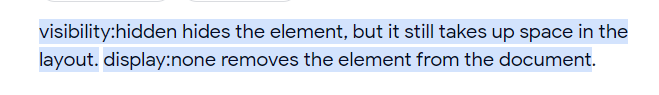 visibility:hidden hides the element, but it still takes up space in the
layout. display:none removes the element from the document.